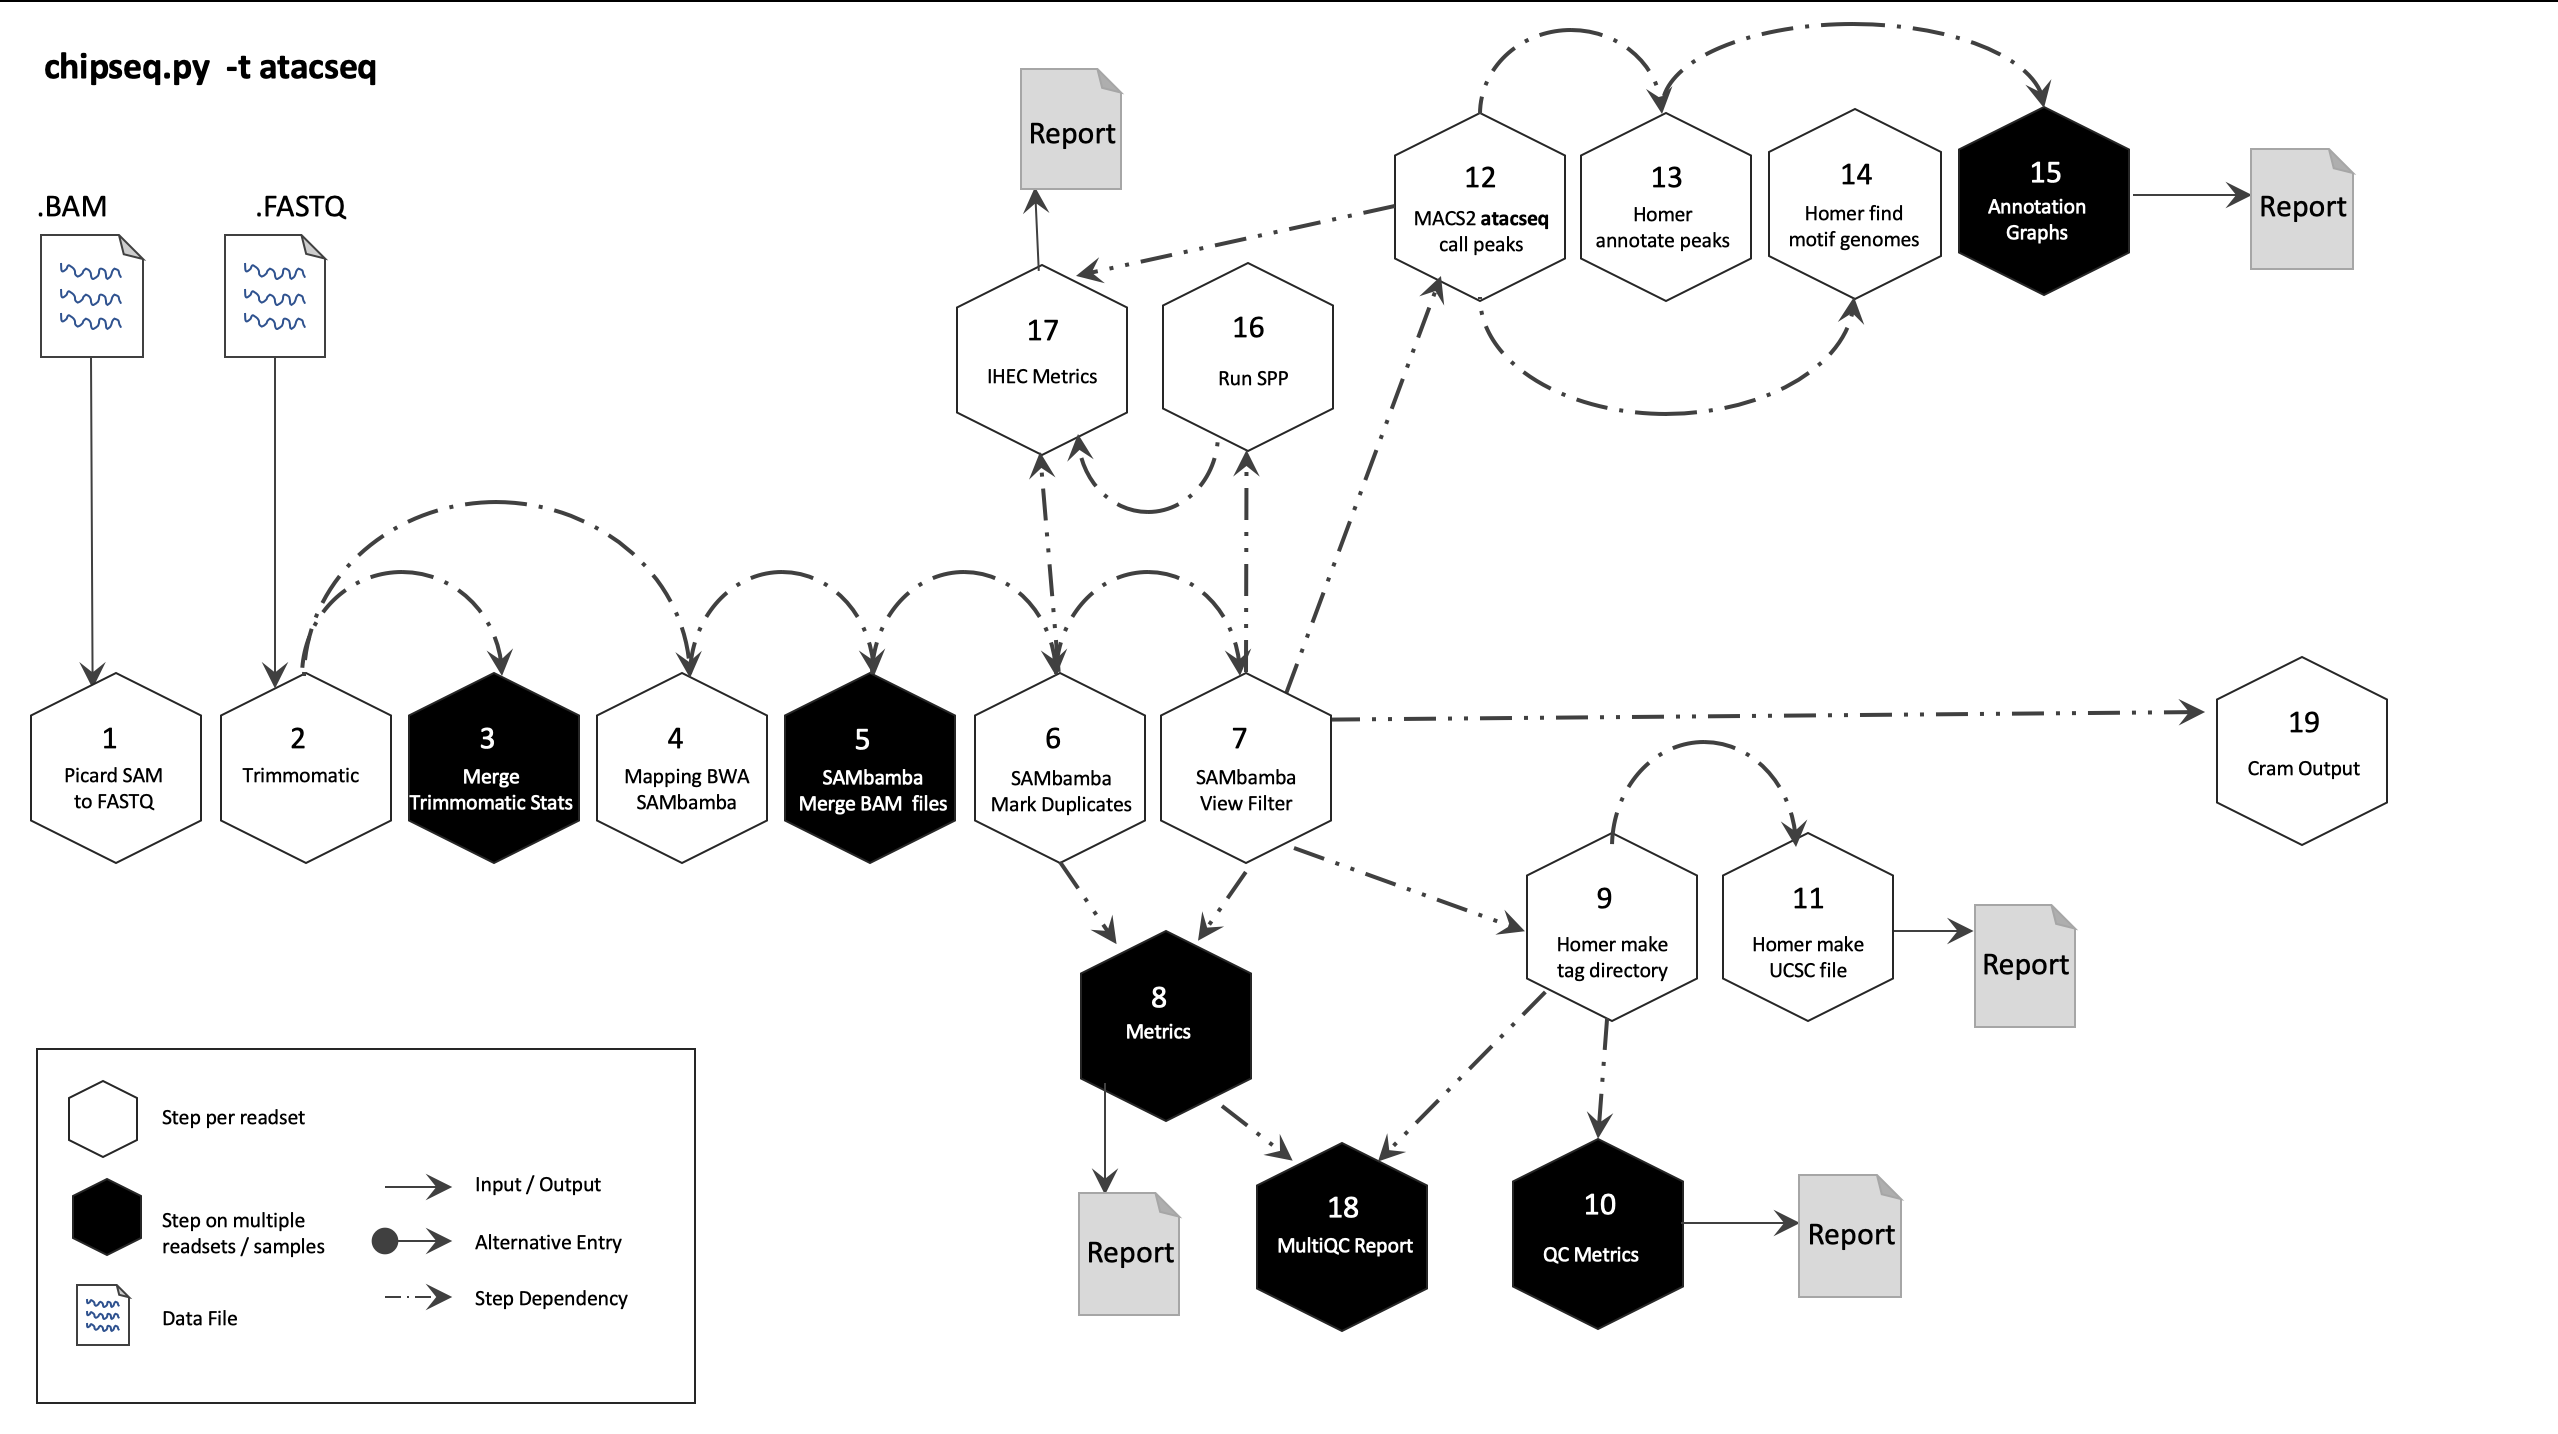 chipseq.py  -t atacseq
.BAM
.FASTQ
Report
12
MACS2 atacseq
call peaks
13
Homer
annotate peaks
14
Homer find
motif genomes
15
Annotation
Graphs
Report
17
IHEC Metrics
16
Run SPP
1
Picard SAM
to FASTQ
2
Trimmomatic
3
Merge
Trimmomatic Stats
4
Mapping BWA
SAMbamba
5
SAMbamba
Merge BAM  files
6
SAMbamba
Mark Duplicates
7
SAMbamba
View Filter
19
Cram Output
8
Metrics
9
Homer make
tag directory
11
Homer make
UCSC file
Report
Report
18
MultiQC Report
10
QC Metrics
Report
Step per readset
Step on multiple
readsets / samples
Data File
Input / Output
Alternative Entry
Step Dependency